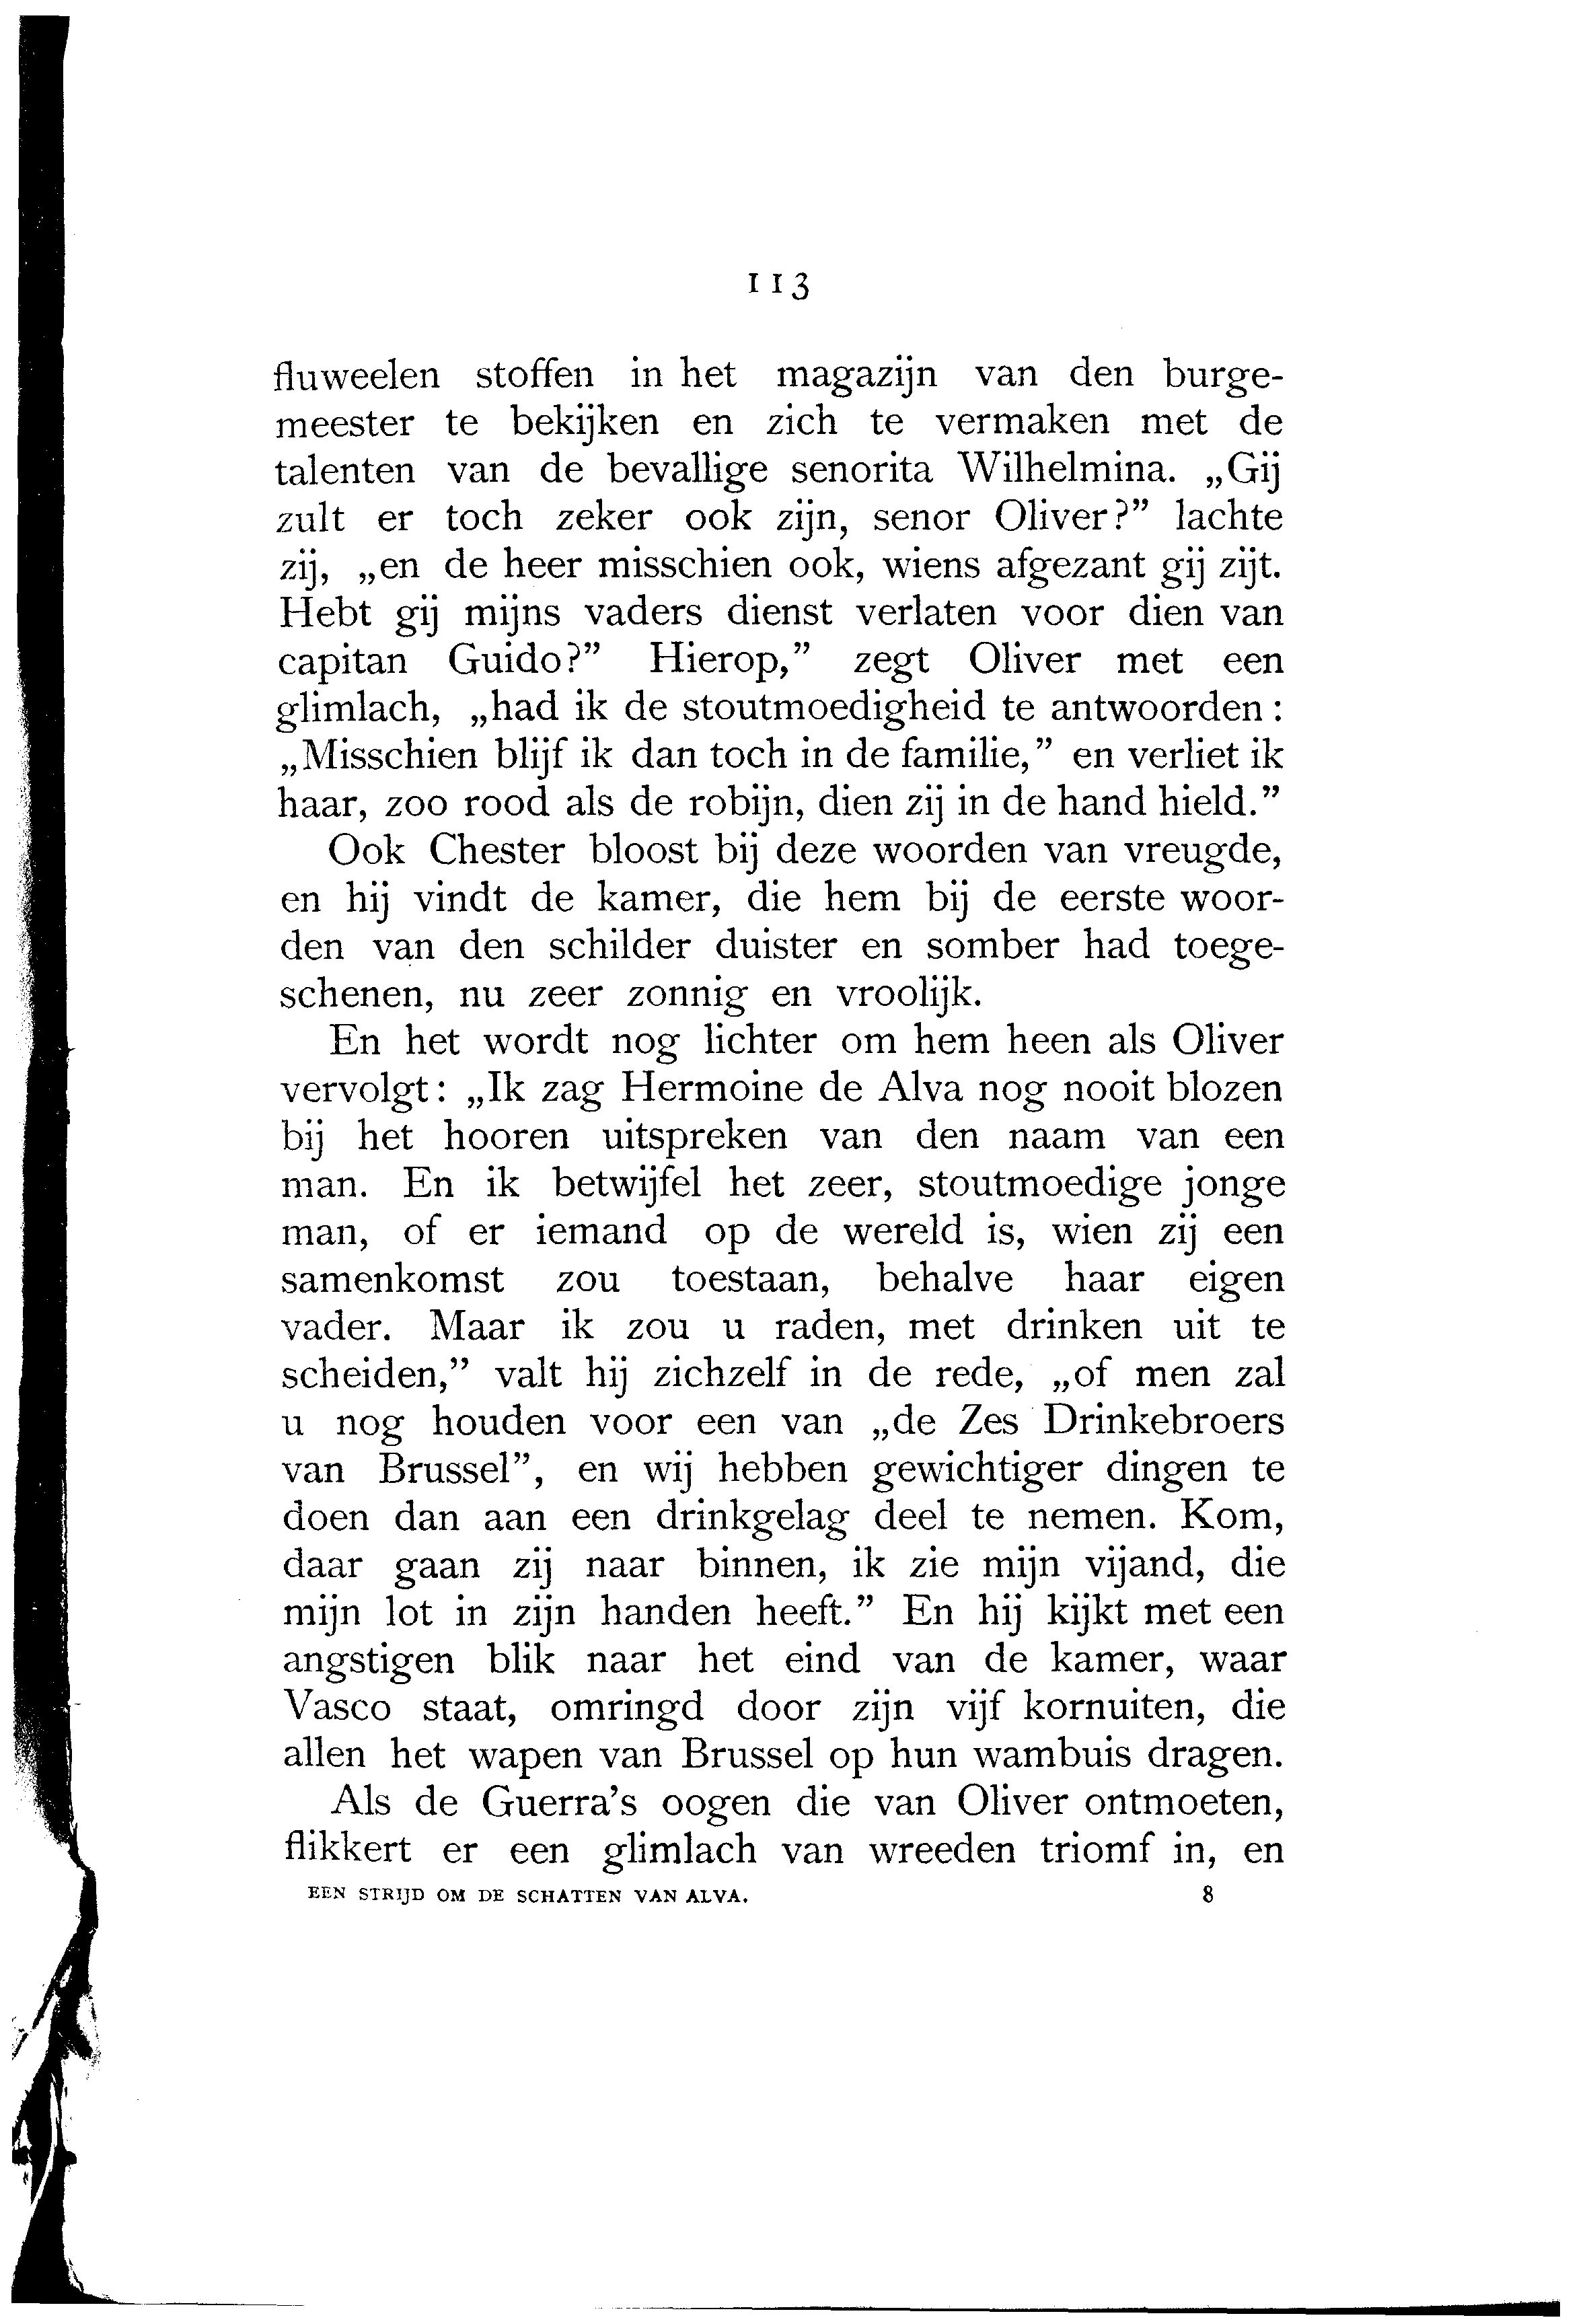 113
fluweelen stoffen in het magazijn van den burge-
meester te bekijken en zich te vermaken met de
talenten van de bevallige senorita Wilhelmina. „Gij
zult er toch zeker ook zijn, senor Oliver?” lachte
zij, „en de heer misschien ook, wiens afgezant gij zijt.
Hebt gij mijns vaders dienst verlaten voor dien van
capitan Guido?” Hierop,” zegt Oliver met een
glimlach, „had ik de stoutmoedigheid te antwoorden:
„Misschien blijf ik dan toch in de familie,” en verliet ik
haar, zoo rood als de robijn, dien zij in de hand hield.”
Ook Chester bloost bij deze woorden van vreugde,
en hij vindt de kamer, die hem bij de eerste woor-
den van den schilder duister en somber had toege-
schenen, nu zeer zonnig en vroolijk.
En het wordt nog lichter om hem heen als Oliver
vervolgt: „Ik zag Hermoine de Alva nog nooit blozen
bij het hooren uitspreken van den naam van een
man. En ik betwijfel het zeer, stoutmoedige jonge
man, of er iemand op de wereld is, wien zij een
samenkomst zou toestaan, behalve haar eigen
vader. Maar ik zou u raden, met drinken uit te
scheiden,” valt hij zichzelf in de rede, „of men zal
u nog houden voor een van „de Zes Drinkebroers
van Brussel”, en wij hebben gewichtiger dingen te
doen dan aan een drinkgelag deel te nemen. Kom,
daar gaan zij naar binnen, ik zie mijn vijand, die
mijn lot in zijn handen heeft.” En hij kijkt met een
angstigen blik naar het eind van de kamer, waar
Vasco staat, omringd door zijn vijf kornuiten, die
allen het wapen van Brussel op hun wambuis dragen.
Als de Guerra’s oogen die van Oliver ontmoeten,
flikkert er een glimlach van wreeden triomf in, en
EEN STRIJD OM DE SCHATTEN VAN ALVA. 8